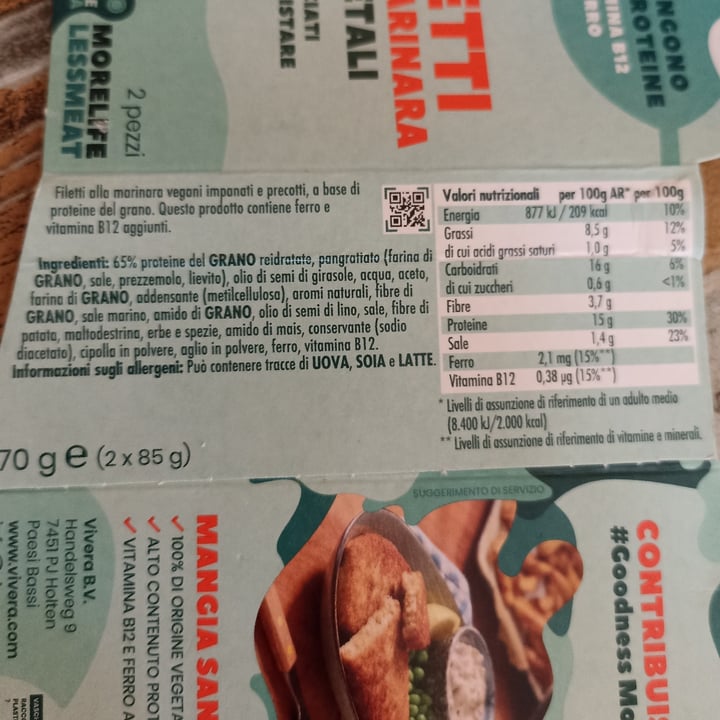 NGONO
ROTEINE
MINA B12
RRO
ETTI
ARINARA
ETALI
IATI
ISTARE
2 pezzi
MORELIFE
LESSMEAT
Filetti alla marinara vegani impanati e precotti, a base di
proteine del grano. Questo prodotto contiene ferro e
vitamina B12 aggiunti.
Ingredienti: 65% proteine del GRANO reidratate, pangrattato (farina di
GRANO, sale, prezzemolo, lievito), olio di semi di girasole, acqua, aceto,
farina di GRANO, addensante (metilcellulosa), aromi naturali, fibre di
GRANO, sale marino, amido di GRANO, olio di semi di lino, sale, fibre di
patata, maltodestrina, erbe e spezie, amido di mais, conservante (sodio
diacetato), cipolla in polvere, aglio in polvere, ferro, vitamina B12.
Informazioni sugli allergeni: Può contenere tracce di UOVA, SOIA e LATTE.
70 g e (2 x 85 g)
Valori nutrizionali per 100g AR* per 100g
Energia 877 kJ / 209 kcal 10%
Grassi 8,5 g 12%
di cui acidi grassi saturi 1,0 g 5%
Carboidrati 16 g 6%
di cui zuccheri 0,6 g <1%
Fibre 3,7 g
Proteine 15 g 30%
Sale 1,4 g 23%
Ferro 2,1 mg (15%**)
Vitamina B12 0,38 µg (15%**)
* Livelli di assunzione di riferimento di un adulto medio
(8.400 kJ/2.000 kcal)
** Livelli di assunzione di riferimento di vitamine e minerali.
SUGGERIMENTO DI SERVIZIO
CONTRIBUI
#Goodness Mo
MANGIA SAN
✓ 100% DI ORIGINE VEGETA
✓ ALTO CONTENUTO PROT
✓ VITAMINA B12 E FERRO A
Vivera B.V.
Handelsweg 9
7451 PJ Holten
Paesi Bassi
www.vivera.com
VASCH
RACCO
PLAST